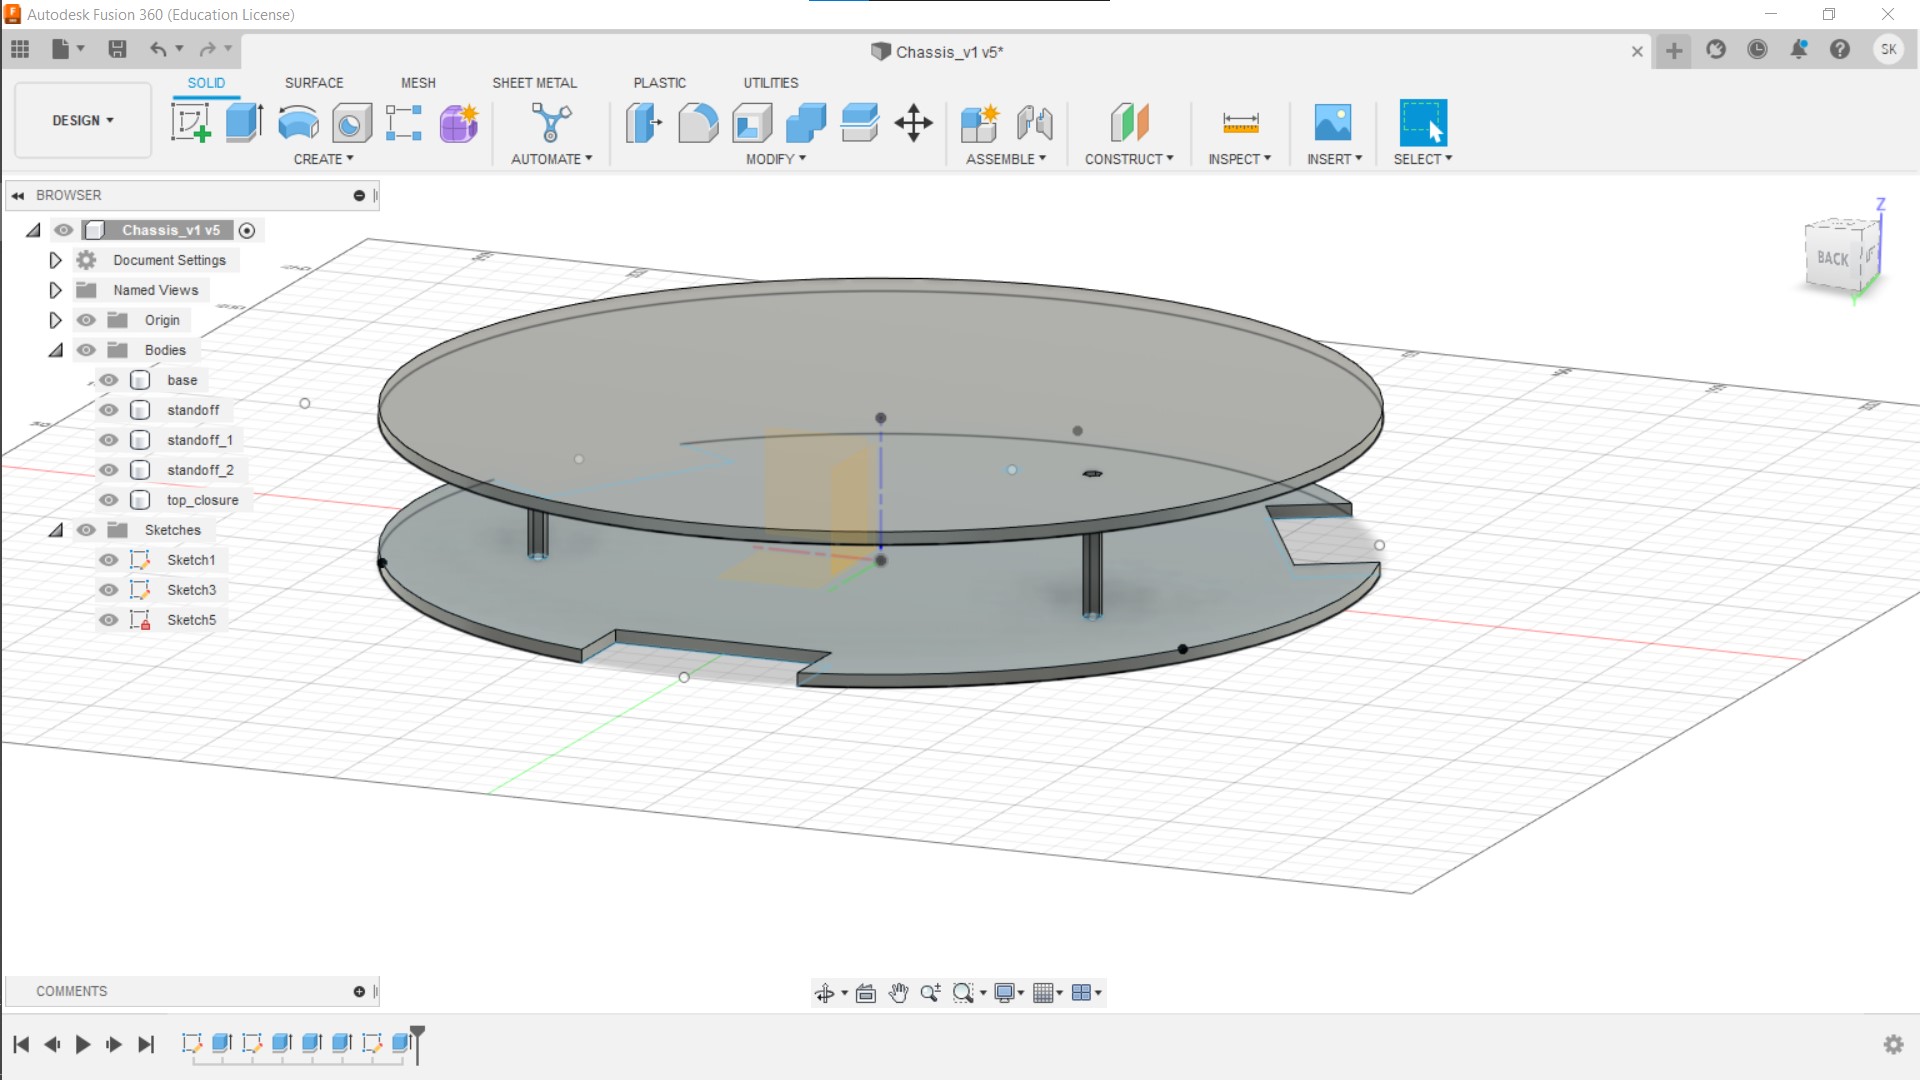 Autodesk Fusion 360 (Education License)
Chassis_v1 v5*
SK
DESIGN
SOLID SURFACE MESH SHEET METAL PLASTIC UTILITIES
CREATE AUTOMATE MODIFY ASSEMBLE CONSTRUCT INSPECT INSERT SELECT
BROWSER
Chassis_v1 v5
Document Settings
Named Views
Origin
Bodies
base
standoff
standoff_1
standoff_2
top_closure
Sketches
Sketch1
Sketch3
Sketch5
Z
BACK
Y
COMMENTS